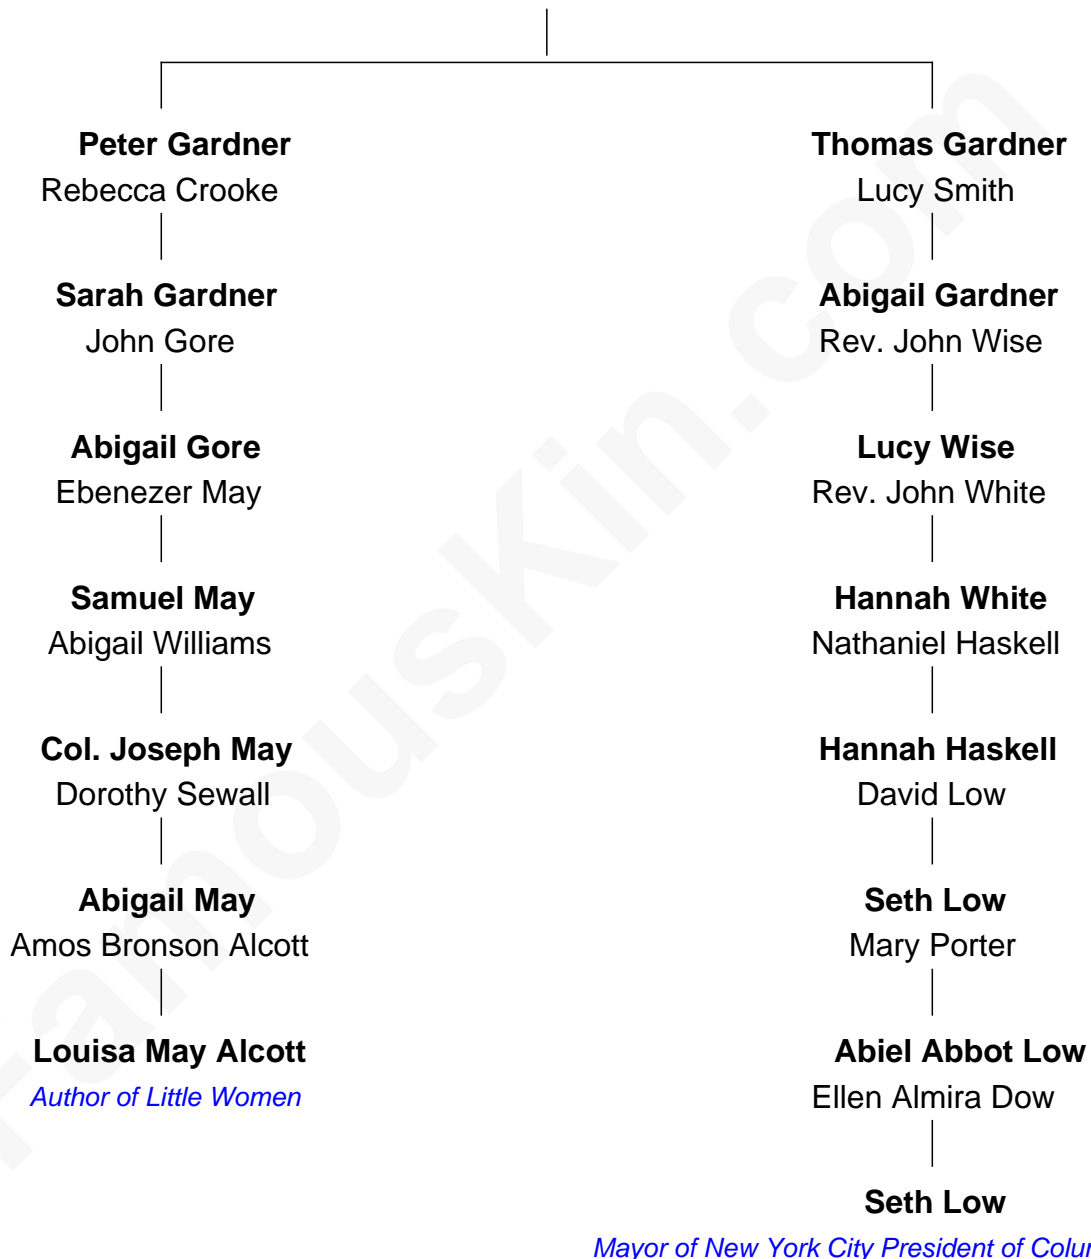 Peter Gardner
Rebecca Crooke
Sarah Gardner
John Gore
Abigail Gore
Ebenezer May
Samuel May
Abigail Williams
Col. Joseph May
Dorothy Sewall
Abigail May
Amos Bronson Alcott
Louisa May Alcott
Author of Little Women
Thomas Gardner
Lucy Smith
Abigail Gardner
Rev. John Wise
Lucy Wise
Rev. John White
Hannah White
Nathaniel Haskell
Hannah Haskell
David Low
Seth Low
Mary Porter
Abiel Abbot Low
Ellen Almira Dow
Seth Low
Mayor of New York City President of
FamousKin.com